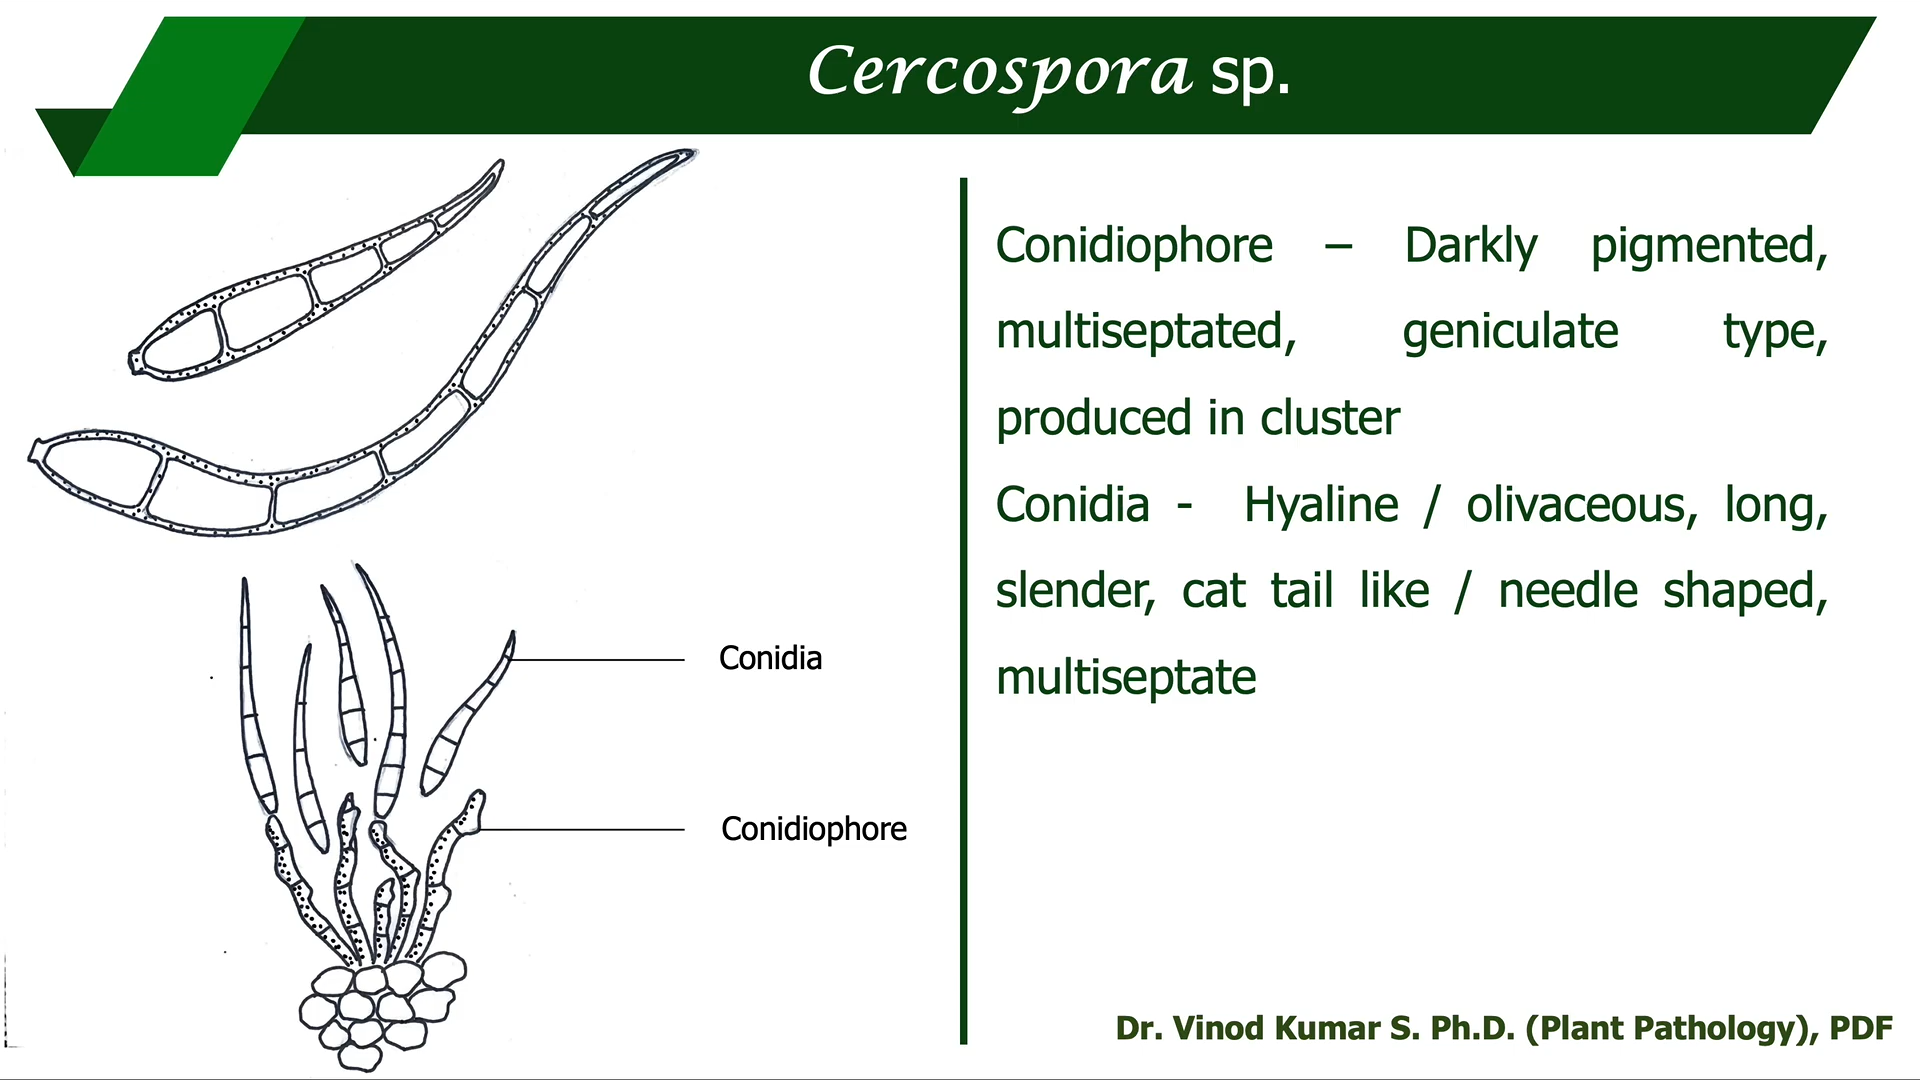 Cercospora sp.
Conidiophore – Darkly pigmented,
multiseptated, geniculate type,
produced in cluster
Conidia - Hyaline / olivaceous, long,
slender, cat tail like / needle shaped,
multiseptate
Conidia
Conidiophore
Dr. Vinod Kumar S. Ph.D. (Plant Pathology), PDF